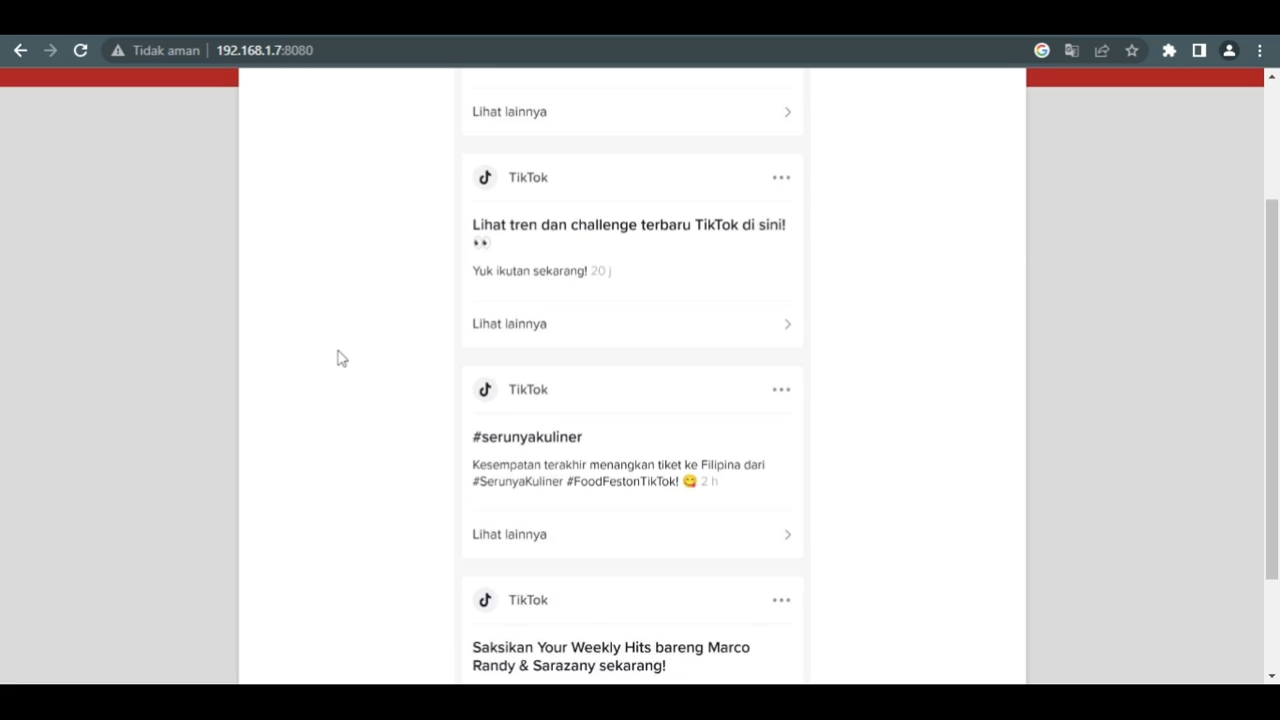 Tidak aman
192.168.1.7:8080
Lihat lainnya
TikTok
Lihat tren dan challenge terbaru TikTok di sini!
👀
Yuk ikutan sekarang! 20 j
Lihat lainnya
TikTok
#serunyakuliner
Kesempatan terakhir menangkan tiket ke Filipina dari
#SerunyaKuliner #FoodFestonTikTok! 😋 2 h
Lihat lainnya
TikTok
Saksikan Your Weekly Hits bareng Marco
Randy & Sarazany sekarang!